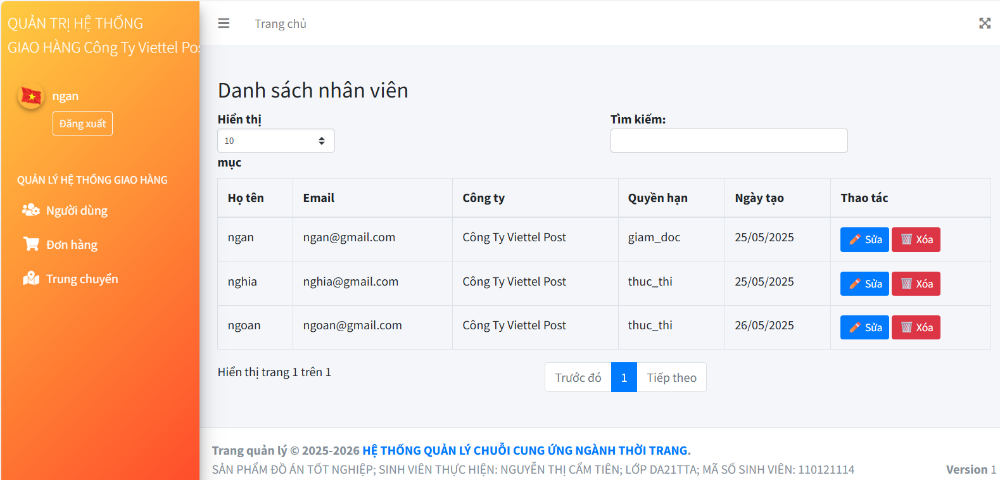 QUẢN TRỊ HỆ THỐNG
GIAO HÀNG Công Ty Viettel Pos
ngan
Đăng xuất
QUẢN LÝ HỆ THỐNG GIAO HÀNG
Người dùng
Đơn hàng
Trung chuyển
Trang chủ
Danh sách nhân viên
Hiển thị
10
mục
Tìm kiếm:
Họ tên Email Công ty Quyền hạn Ngày tạo Thao tác
ngan ngan@gmail.com Công Ty Viettel Post giam_doc 25/05/2025 Sửa Xóa
nghia nghia@gmail.com Công Ty Viettel Post thuc_thi 25/05/2025 Sửa Xóa
ngoan ngoan@gmail.com Công Ty Viettel Post thuc_thi 26/05/2025 Sửa Xóa
Hiển thị trang 1 trên 1
Trước đó 1 Tiếp theo
Trang quản lý © 2025-2026 HỆ THỐNG QUẢN LÝ CHUỖI CUNG ỨNG NGÀNH THỜI TRANG.
SẢN PHẨM ĐỒ ÁN TỐT NGHIỆP; SINH VIÊN THỰC HIỆN: NGUYỄN THỊ CẨM TIÊN; LỚP DA21TTA; MÃ SỐ SINH VIÊN: 110121114
Version 1